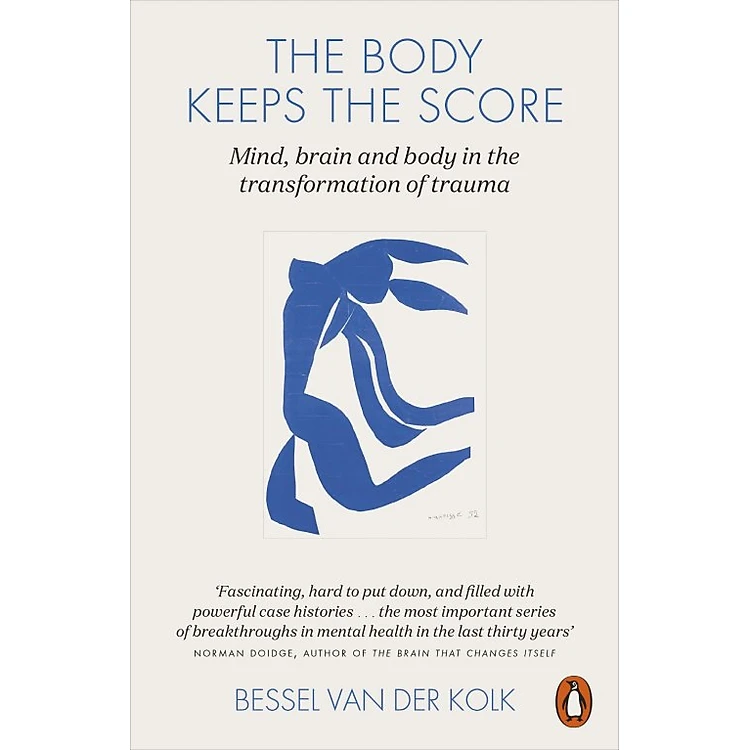 THE BODY
KEEPS THE SCORE
Mind, brain and body in the
transformation of trauma
H MATISSE 52
‘Fascinating, hard to put down, and filled with
powerful case histories . . . the most important series
of breakthroughs in mental health in the last thirty years’
NORMAN DOIDGE, AUTHOR OF THE BRAIN THAT CHANGES ITSELF
BESSEL VAN DER KOLK